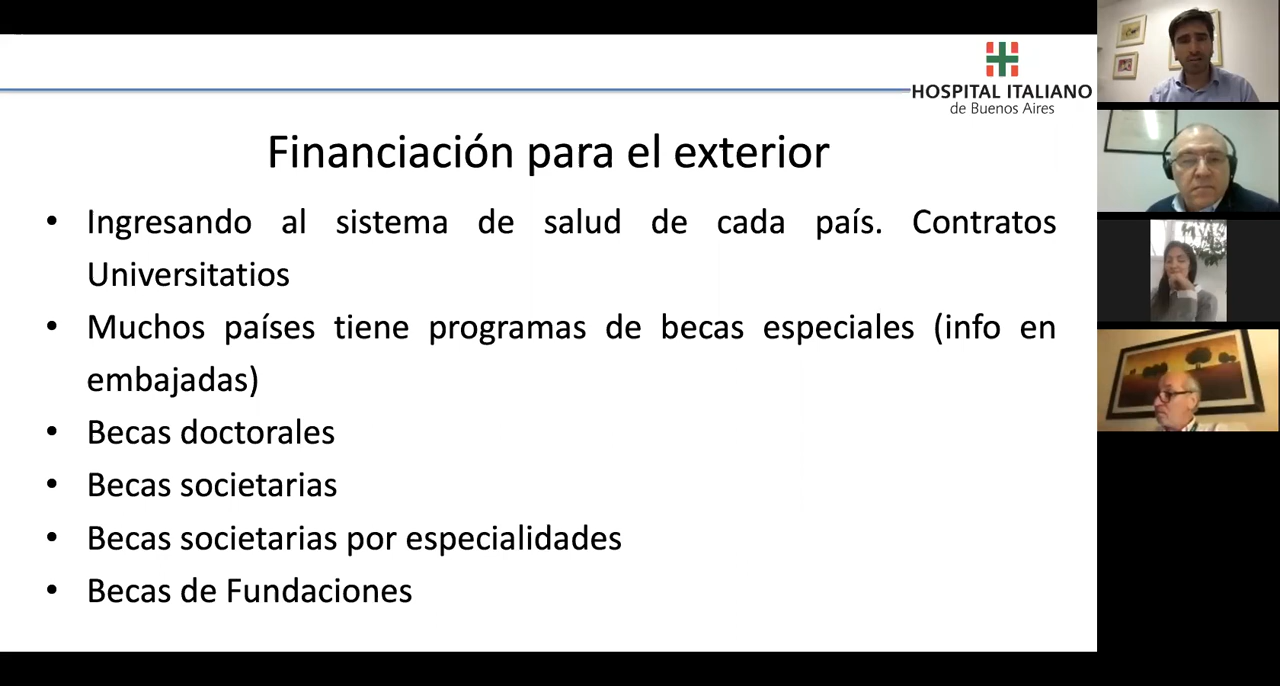 HOSPITAL ITALIANO
de Buenos Aires
Financiación para el exterior
• Ingresando al sistema de salud de cada país. Contratos
Universitatios
• Muchos países tiene programas de becas especiales (info en
embajadas)
• Becas doctorales
• Becas societarias
• Becas societarias por especialidades
• Becas de Fundaciones